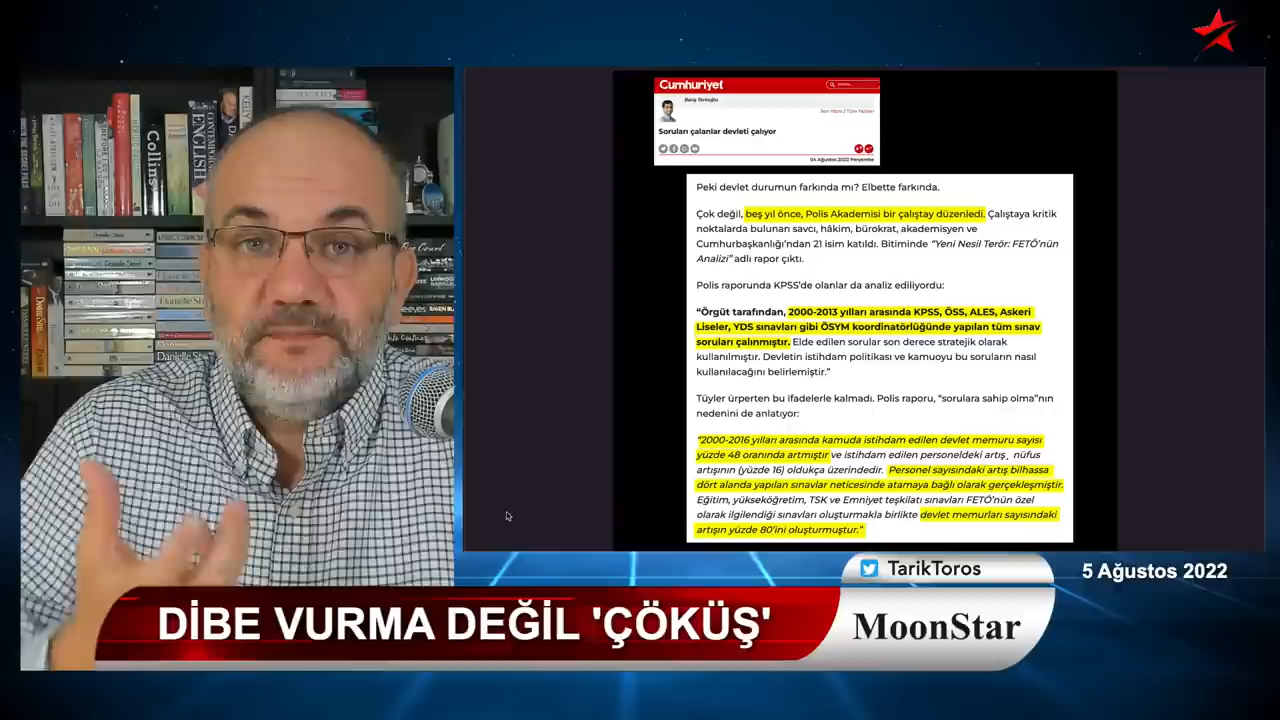 Collins
ENGLISH
Danielle Steel
Cumhuriyet
Barış Terkoğlu
Son Yazısı / Tüm Yazıları
Soruları çalanlar devleti çalıyor
04 Ağustos 2022 Perşembe
Peki devlet durumun farkında mı? Elbette farkında.
Çok değil, beş yıl önce, Polis Akademisi bir çalıştay düzenledi. Çalıştaya kritik
noktalarda bulunan savcı, hâkim, bürokrat, akademisyen ve
Cumhurbaşkanlığı’ndan 21 isim katıldı. Bitiminde “Yeni Nesil Terör: FETÖ’nün
Analizi” adlı rapor çıktı.
Polis raporunda KPSS’de olanlar da analiz ediliyordu:
“Örgüt tarafından, 2000-2013 yılları arasında KPSS, ÖSS, ALES, Askeri
Liseler, YDS sınavları gibi ÖSYM koordinatörlüğünde yapılan tüm sınav
soruları çalınmıştır. Elde edilen sorular son derece stratejik olarak
kullanılmıştır. Devletin istihdam politikası ve kamuoyu bu soruların nasıl
kullanılacağını belirlemiştir.”
Tüyler ürperten bu ifadelerle kalmadı. Polis raporu, “sorulara sahip olma”nın
nedenini de anlatıyor:
“2000-2016 yılları arasında kamuda istihdam edilen devlet memuru sayısı
yüzde 48 oranında artmıştır ve istihdam edilen personeldeki artış, nüfus
artışının (yüzde 16) oldukça üzerindedir. Personel sayısındaki artış bilhassa
dört alanda yapılan sınavlar neticesinde atamaya bağlı olarak gerçekleşmiştir.
Eğitim, yükseköğretim, TSK ve Emniyet teşkilatı sınavları FETÖ’nün özel
olarak ilgilendiği sınavları oluşturmakla birlikte devlet memurları sayısındaki
artışın yüzde 80’ini oluşturmuştur.”
TarikToros
5 Ağustos 2022
DİBE VURMA DEĞİL 'ÇÖKÜŞ'
MoonStar